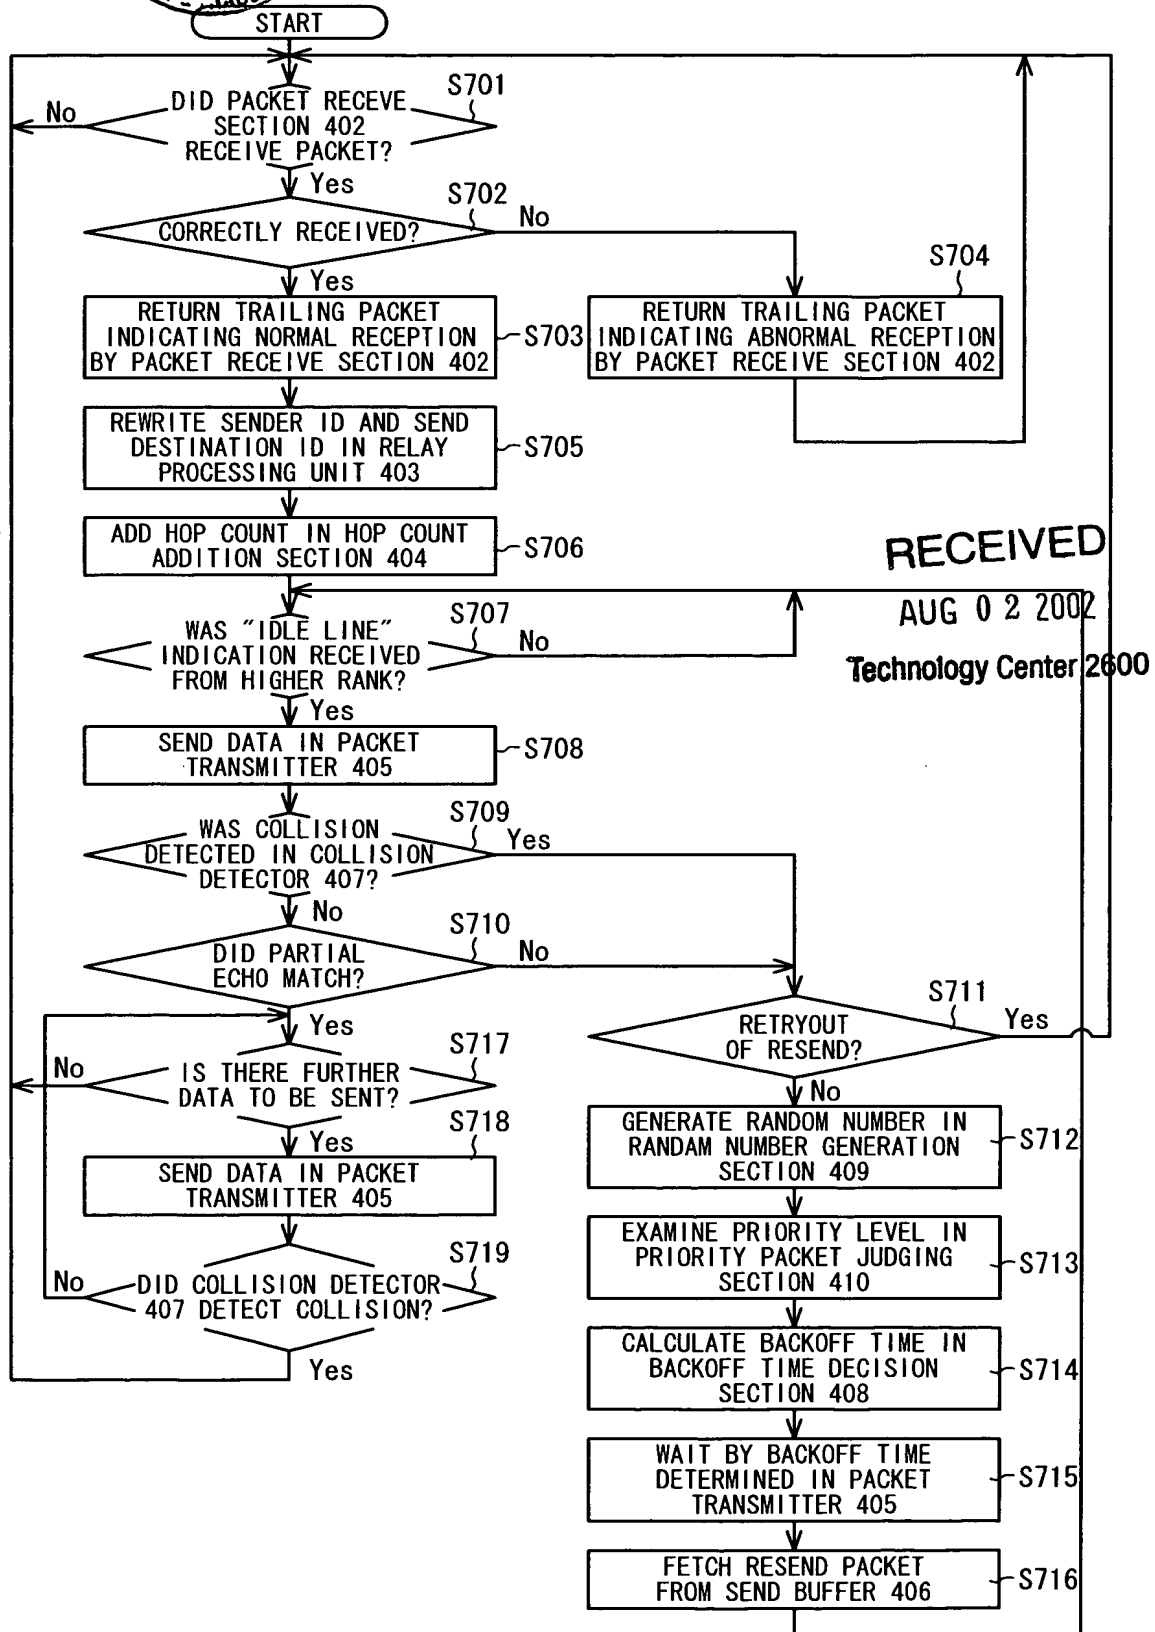 START
DID PACKET RECEVE
SECTION 402
RECEIVE PACKET?
S701
No
Yes
CORRECTLY RECEIVED?
S702
No
Yes
RETURN TRAILING PACKET
INDICATING NORMAL RECEPTION
BY PACKET RECEIVE SECTION 402
S703
S704
RETURN TRAILING PACKET
INDICATING ABNORMAL RECEPTION
BY PACKET RECEIVE SECTION 402
REWRITE SENDER ID AND SEND
DESTINATION ID IN RELAY
PROCESSING UNIT 403
S705
ADD HOP COUNT IN HOP COUNT
ADDITION SECTION 404
S706
RECEIVED
AUG 0 2 2002
Technology Center 2600
WAS "IDLE LINE"
INDICATION RECEIVED
FROM HIGHER RANK?
S707
No
Yes
SEND DATA IN PACKET
TRANSMITTER 405
S708
WAS COLLISION
DETECTED IN COLLISION
DETECTOR 407?
S709
Yes
No
DID PARTIAL
ECHO MATCH?
S710
No
Yes
RETRYOUT
OF RESEND?
S711
Yes
No
IS THERE FURTHER
DATA TO BE SENT?
S717
No
Yes
SEND DATA IN PACKET
TRANSMITTER 405
S718
DID COLLISION DETECTOR
407 DETECT COLLISION?
S719
No
Yes
GENERATE RANDOM NUMBER IN
RANDAM NUMBER GENERATION
SECTION 409
S712
EXAMINE PRIORITY LEVEL IN
PRIORITY PACKET JUDGING
SECTION 410
S713
CALCULATE BACKOFF TIME IN
BACKOFF TIME DECISION
SECTION 408
S714
WAIT BY BACKOFF TIME
DETERMINED IN PACKET
TRANSMITTER 405
S715
FETCH RESEND PACKET
FROM SEND BUFFER 406
S716